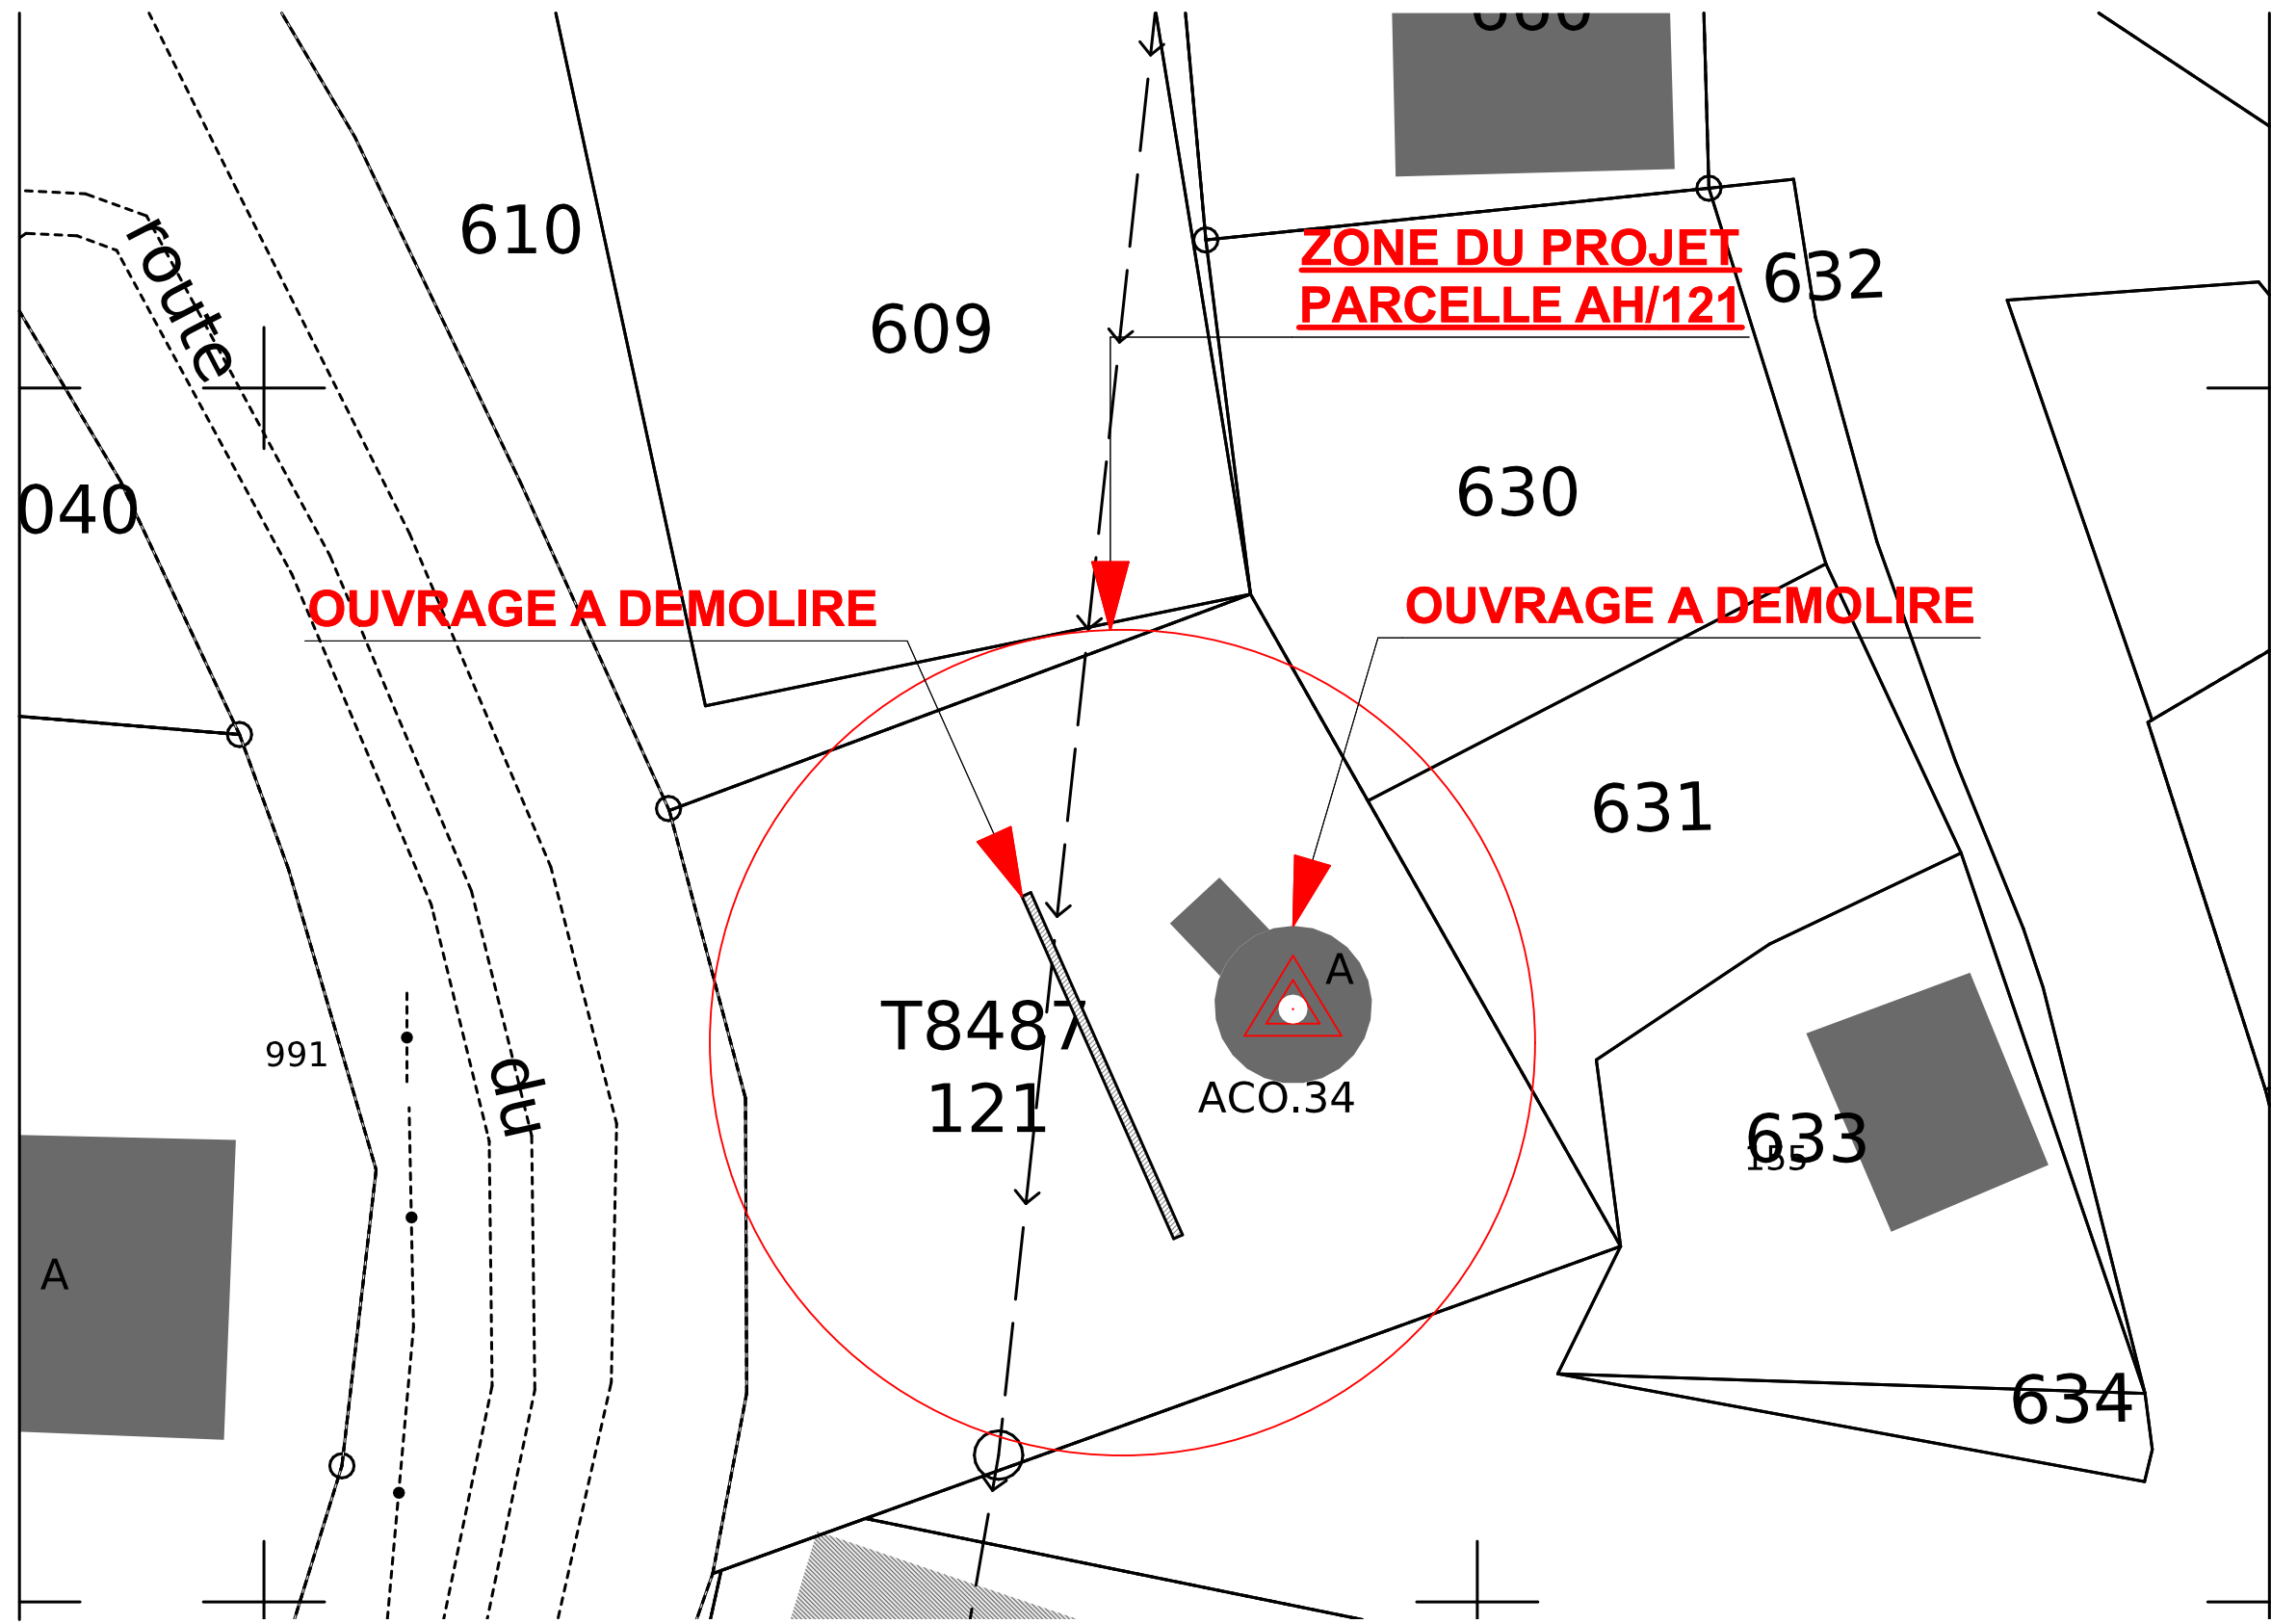 route
610
609
ZONE DU PROJET
PARCELLE AH/121
632
040
630
OUVRAGE A DEMOLIRE
OUVRAGE A DEMOLIRE
631
A
T8487
121
ACO.34
991
du
633
155
A
634